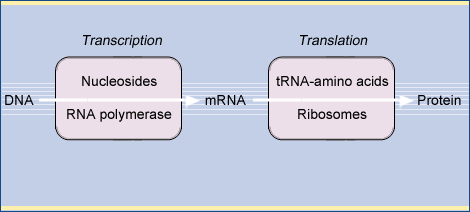 Transcription
Translation
Nucleosides
tRNA-amino acids
DNA
mRNA
Protein
RNA polymerase
Ribosomes